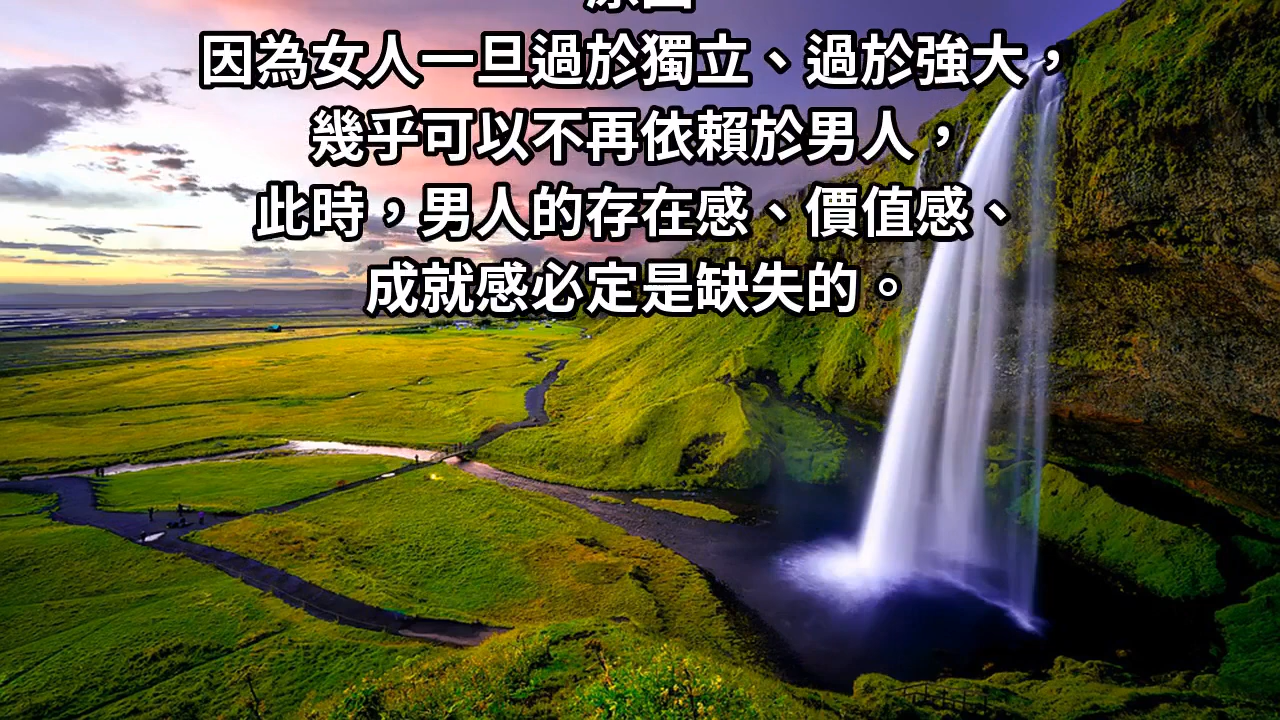 因為女人一旦過於獨立、過於強大，
幾乎可以不再依賴於男人，
此時，男人的存在感、價值感、
成就感必定是缺失的。